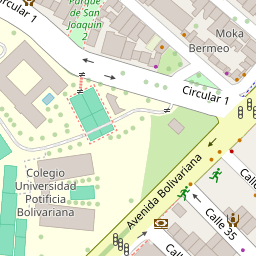 Parque
de San
Joaquín
2
Circular 1
Moka
Bermeo
Circular 1
Colegio
Universidad
Potificia
Bolivariana
Avenida Bolivariana
Calle 35
Calle